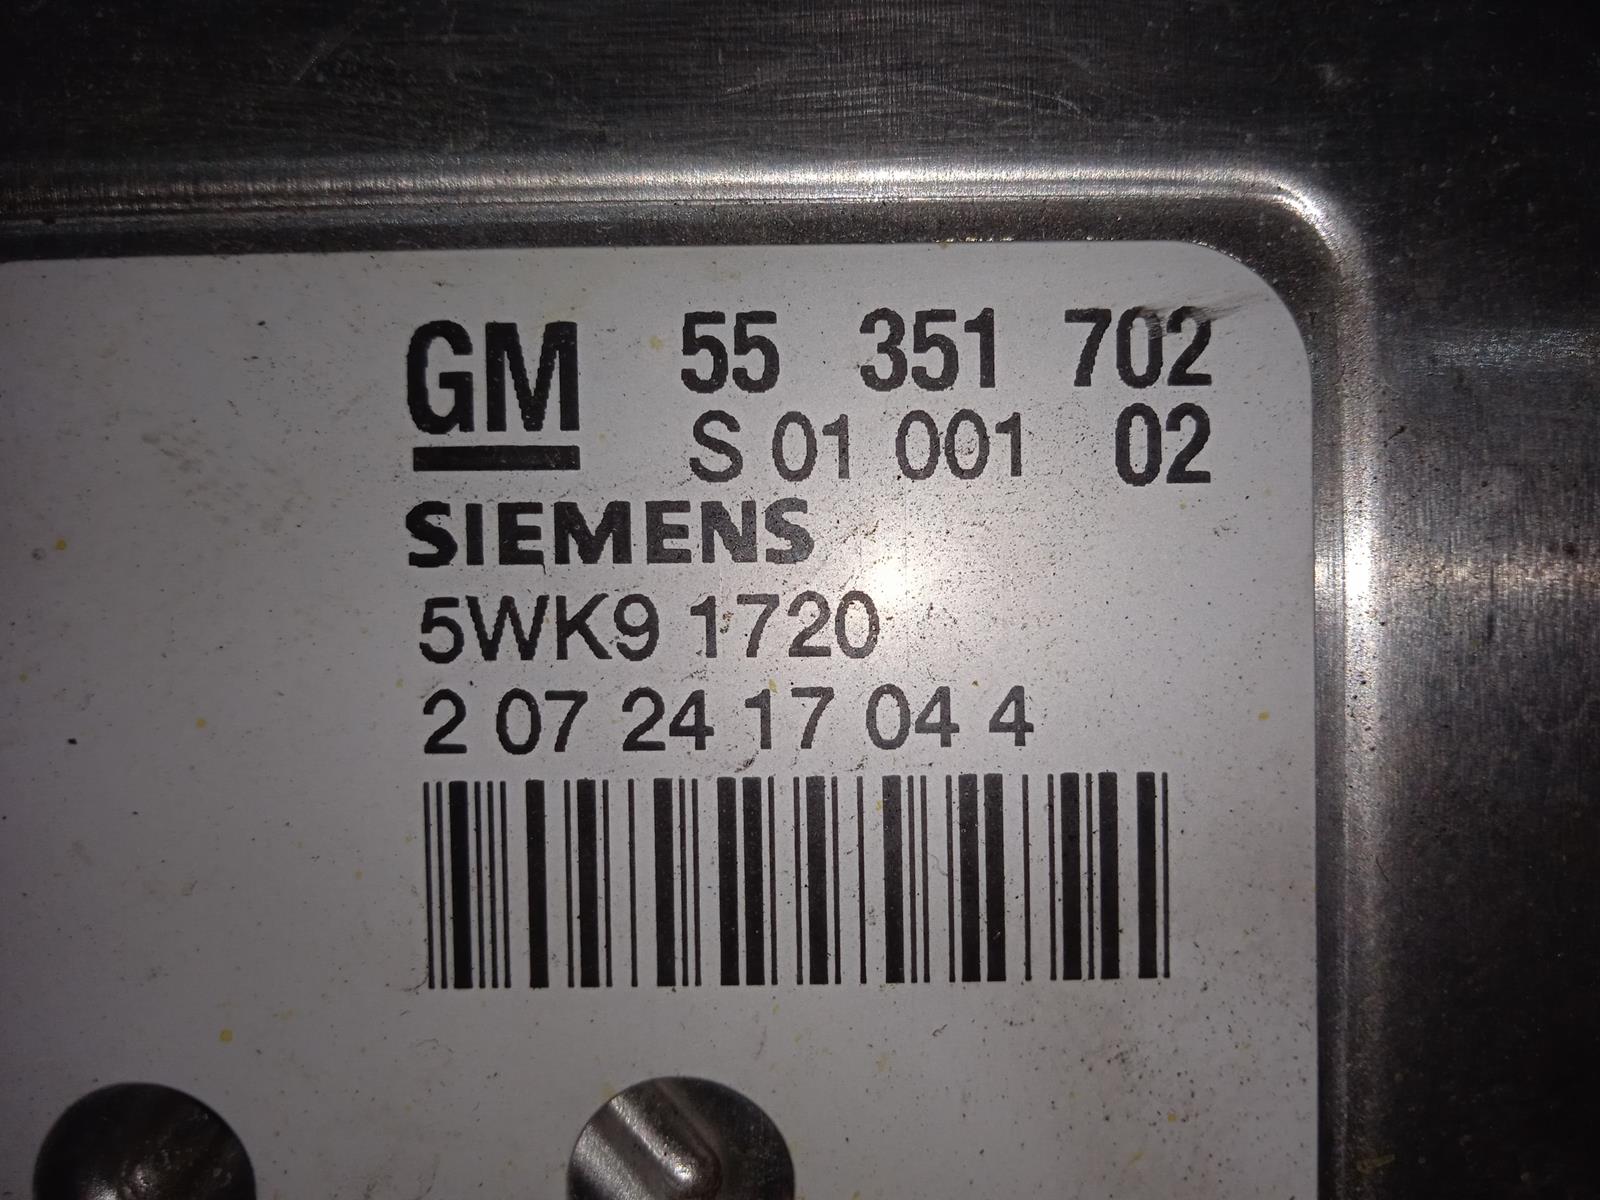 GM 55 351 702
S 01 001 02
SIEMENS
5WK9 1720
2 07 24 17 04 4